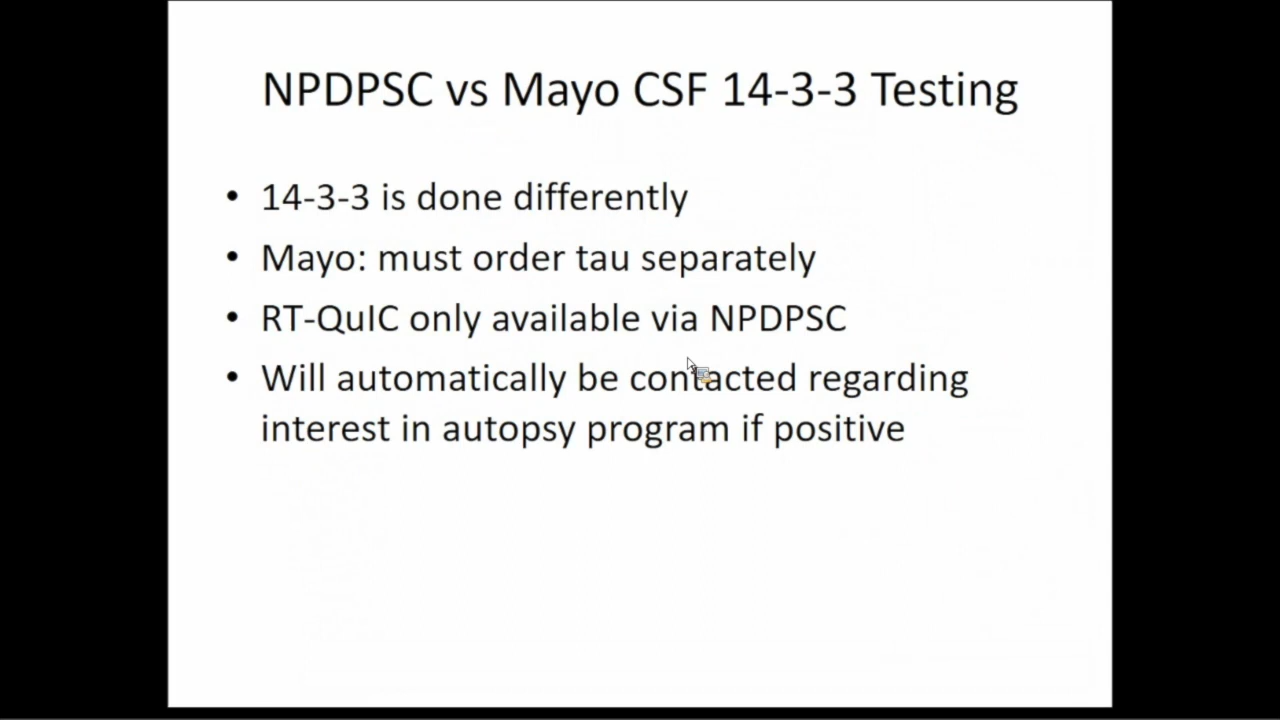 NPDPSC vs Mayo CSF 14-3-3 Testing
• 14-3-3 is done differently
• Mayo: must order tau separately
• RT-QuIC only available via NPDPSC
• Will automatically be contacted regarding
interest in autopsy program if positive